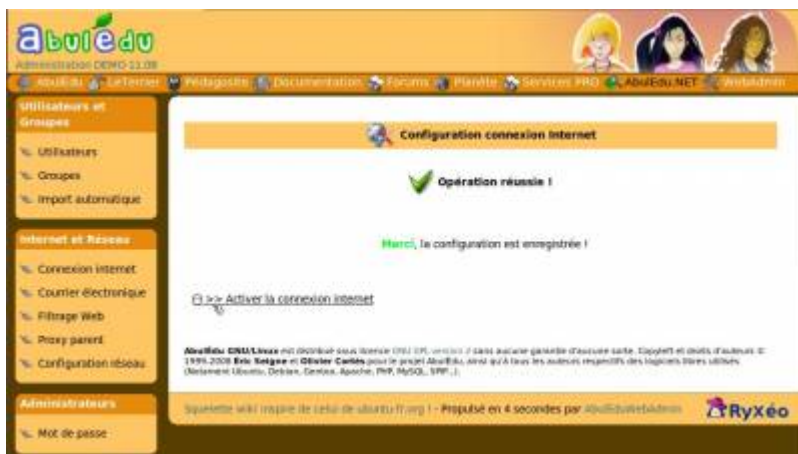 abulédu
Administration DEMO 11.08
AbulEdu LeTerrier Pédagosite Documentation Forums Planète Services PRO AbulEdu.NET WebAdmin
Utilisateurs et
Groupes
Utilisateurs
Groupes
Import automatique
Internet et Réseau
Connexion internet
Courrier électronique
Filtrage Web
Proxy parent
Configuration réseau
Administrateurs
Mot de passe
Configuration connexion Internet
Opération réussie !
Merci, la configuration est enregistrée !
>> Activer la connexion internet
AbulEdu GNU/Linux est distribué sous licence GNU GPL version 2 sans aucune garantie d'aucune sorte. Copyleft et droits d'auteurs ©
1999-2008 Eric Seigne et Olivier Cortès pour le projet AbulEdu, ainsi qu'à tous les auteurs respectifs des logiciels libres utilisés
(Notamment Ubuntu, Debian, Gentoo, Apache, PHP, MySQL, SPIP...).
Squelette wiki inspiré de celui de ubuntu-fr.org ! - Propulsé en 4 secondes par AbulEduWebAdmin
Ryxéo